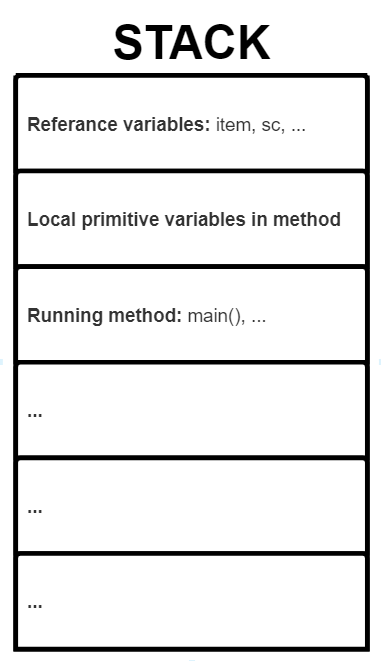 STACK
Referance variables: item, sc, ...
Local primitive variables in method
Running method: main(), ...
...
...
...